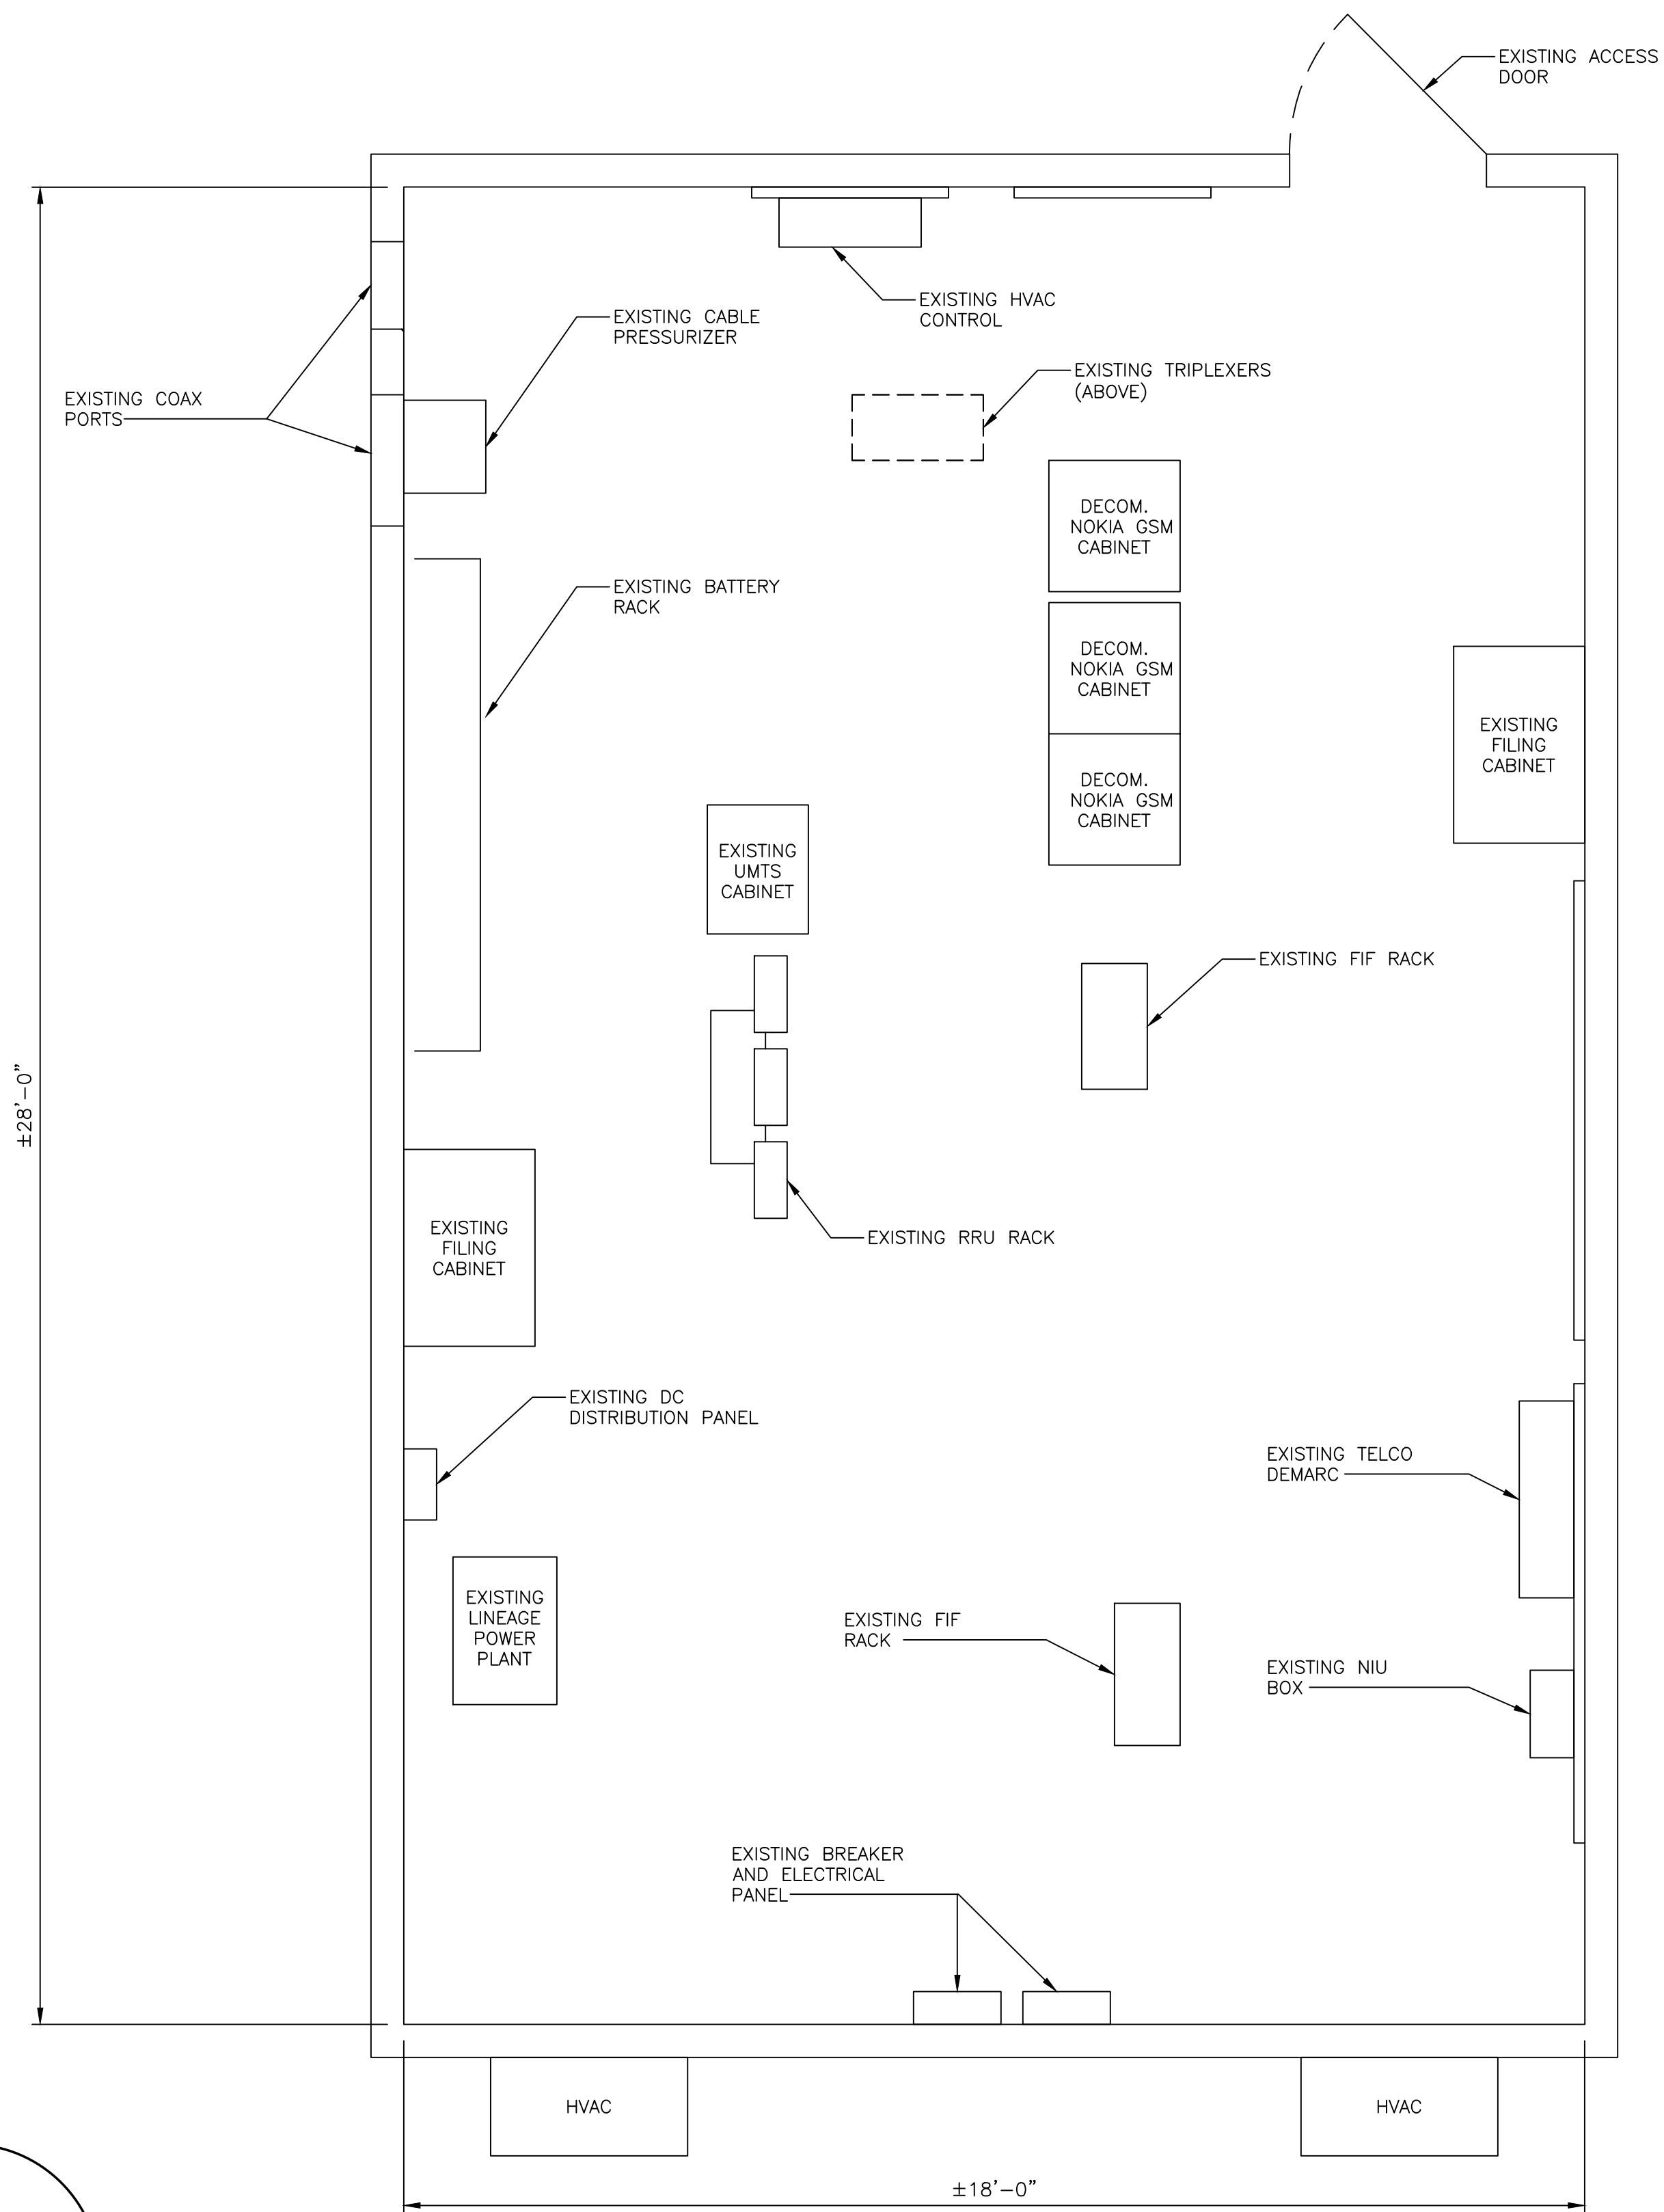 EXISTING ACCESS
DOOR
EXISTING HVAC
CONTROL
EXISTING CABLE
PRESSURIZER
EXISTING TRIPLEXERS
(ABOVE)
EXISTING COAX
PORTS
DECOM.
NOKIA GSM
CABINET
EXISTING BATTERY
RACK
DECOM.
NOKIA GSM
CABINET
EXISTING
FILING
CABINET
DECOM.
NOKIA GSM
CABINET
EXISTING
UMTS
CABINET
EXISTING FIF RACK
±28'-0"
EXISTING RRU RACK
EXISTING
FILING
CABINET
EXISTING DC
DISTRIBUTION PANEL
EXISTING TELCO
DEMARC
EXISTING
LINEAGE
POWER
PLANT
EXISTING FIF
RACK
EXISTING NIU
BOX
EXISTING BREAKER
AND ELECTRICAL
PANEL
HVAC
HVAC
±18'-0"